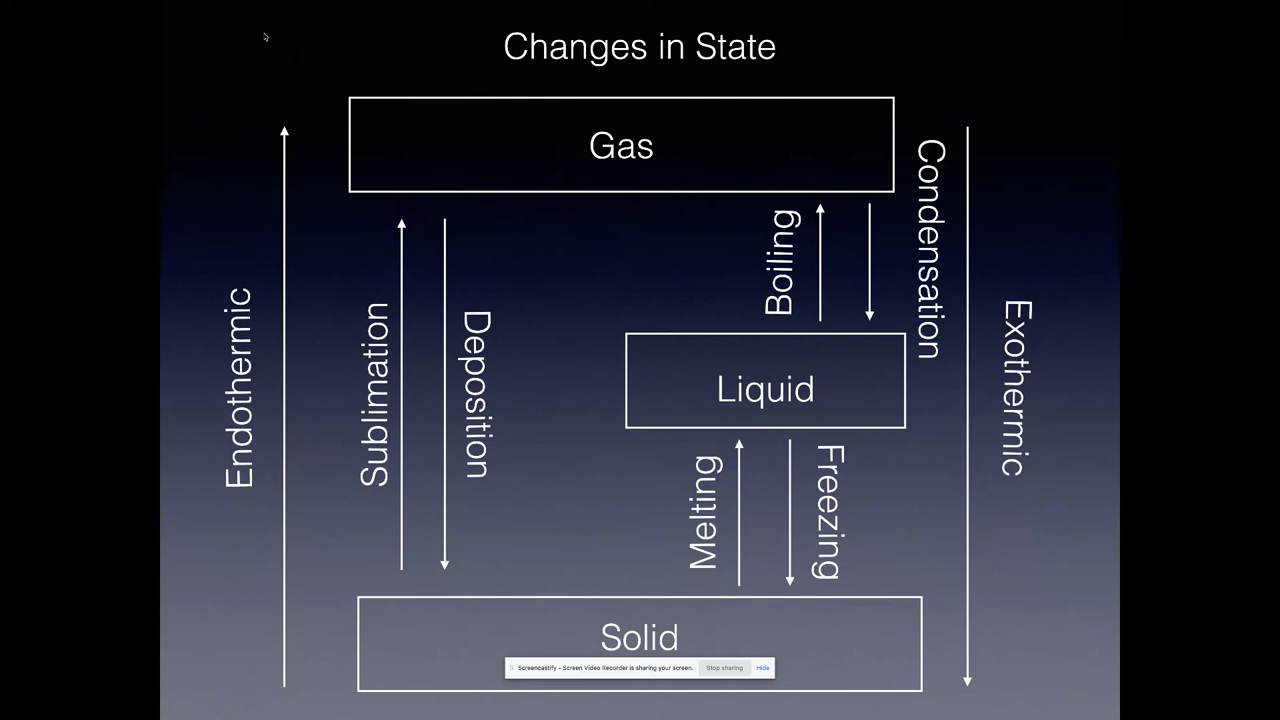 Changes in State
Gas
Condensation
Boiling
Endothermic
Sublimation
Deposition
Exothermic
Liquid
Melting
Freezing
Solid
Screencastify - Screen Video Recorder is sharing your screen. Stop sharing Hide